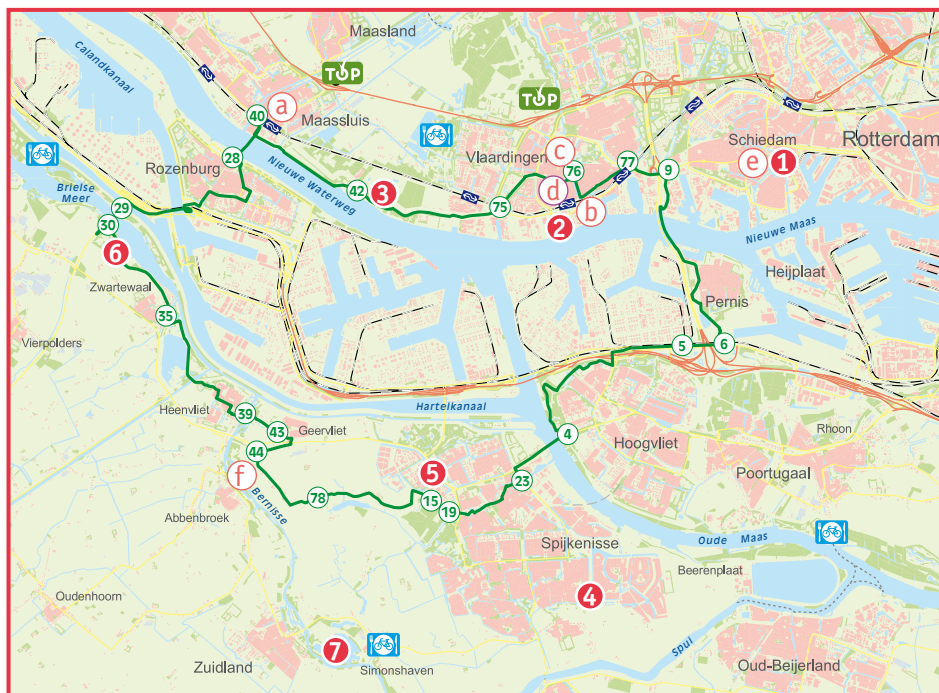 Maasland
Calandkanaal
TOP
TOP
40
a
Maassluis
Schiedam
Rotterdam
c
Vlaardingen
28
Rozenburg
77
9
e
1
76
Nieuwe Waterweg
d
42
3
Brielse
Meer
29
75
b
30
2
Nieuwe Maas
6
Heijplaat
Zwartewaal
Pernis
35
Vierpolders
5
6
Heenvliet
39
Hartelkanaal
43
Geervliet
4
Rhoon
44
Hoogvliet
f
5
Poortugaal
Bernisse
78
15
23
Abbenbroek
19
Spijkenisse
Oude Maas
Beerenplaat
Oudenhoorn
4
7
Spui
Zuidland
Simonshaven
Oud-Beijerland